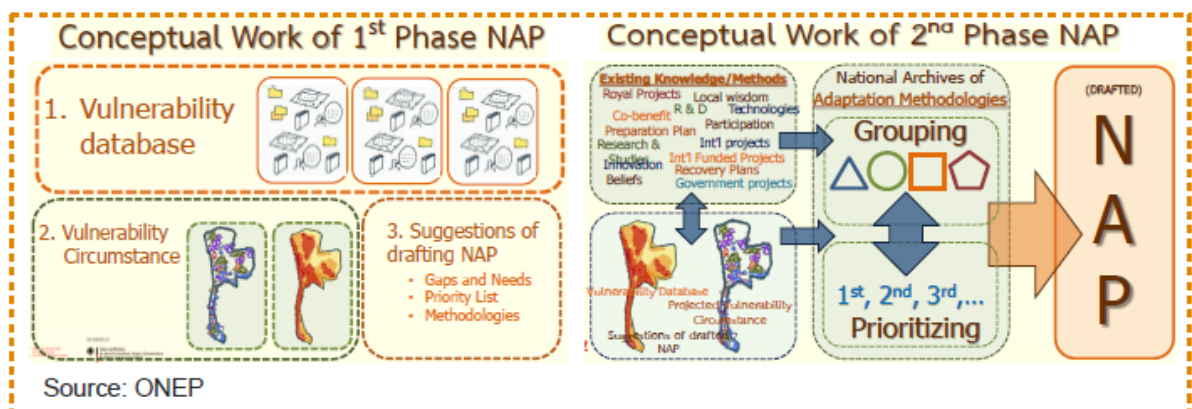 Conceptual Work of 1st Phase NAP
1. Vulnerability
database
2. Vulnerability
Circumstance
3. Suggestions of
drafting NAP
• Gaps and Needs
• Priority List
• Methodologies
Conceptual Work of 2nd Phase NAP
Existing Knowledge/Methods
Royal Projects
Local wisdom
R & D
Technologies
Co-benefit
Participation
Preparation Plan
Research &
Studies
Int'l projects
Int'l Funded Projects
Innovation
Recovery Plans
Beliefs
Government projects
Vulnerability Database
Projected Vulnerability
Circumstance
Suggestions of drafted
NAP
National Archives of
Adaptation Methodologies
Grouping
1st, 2nd, 3rd,...
Prioritizing
(DRAFTED)
N
A
P
Source: ONEP